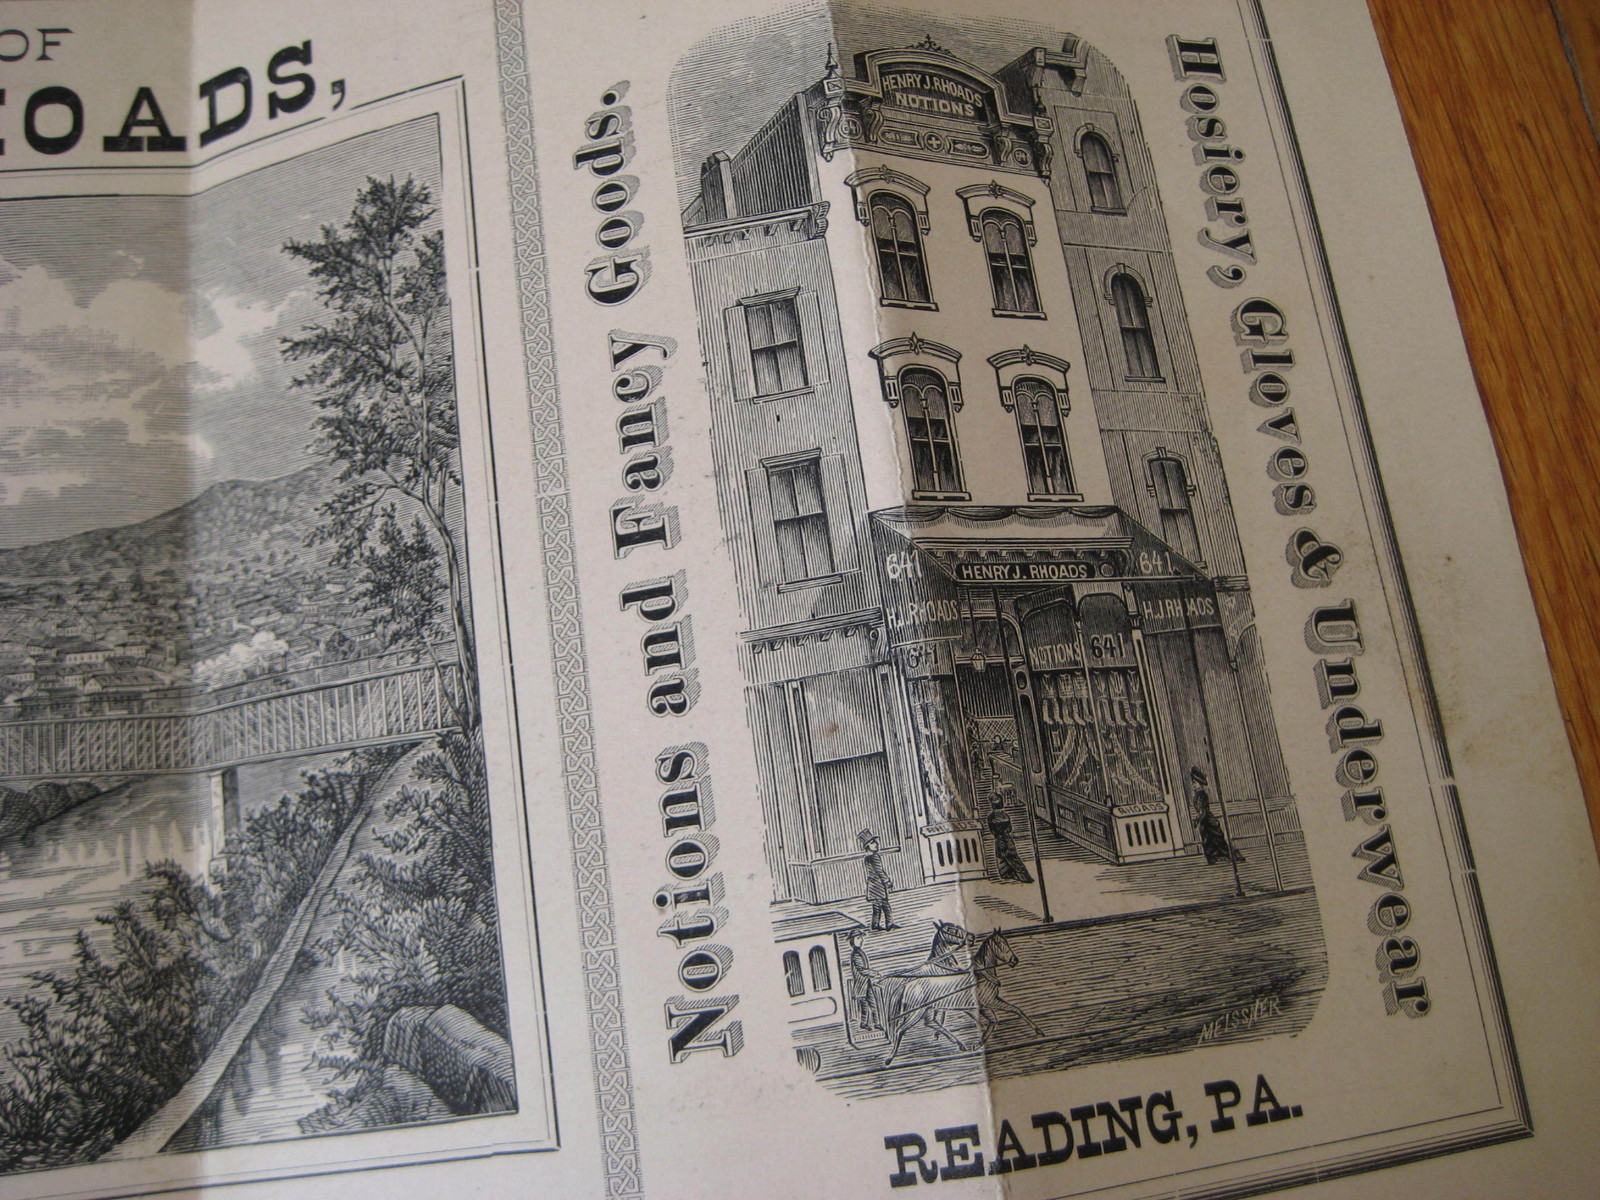 OF
HOADS,
Notions and Fancy Goods.
HENRY J. RHOADS
NOTIONS
641
HENRY J. RHOADS
641
H.J. RHOADS
H.J. RHOADS
641
NOTIONS 641
RHOADS
MEISSNER
Hosiery, Gloves & Underwear
READING, PA.